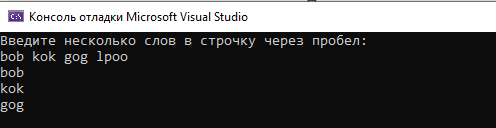 Консоль отладки Microsoft Visual Studio
Введите несколько слов в строчку через пробел:
bob kok gog lpoo
bob
kok
gog